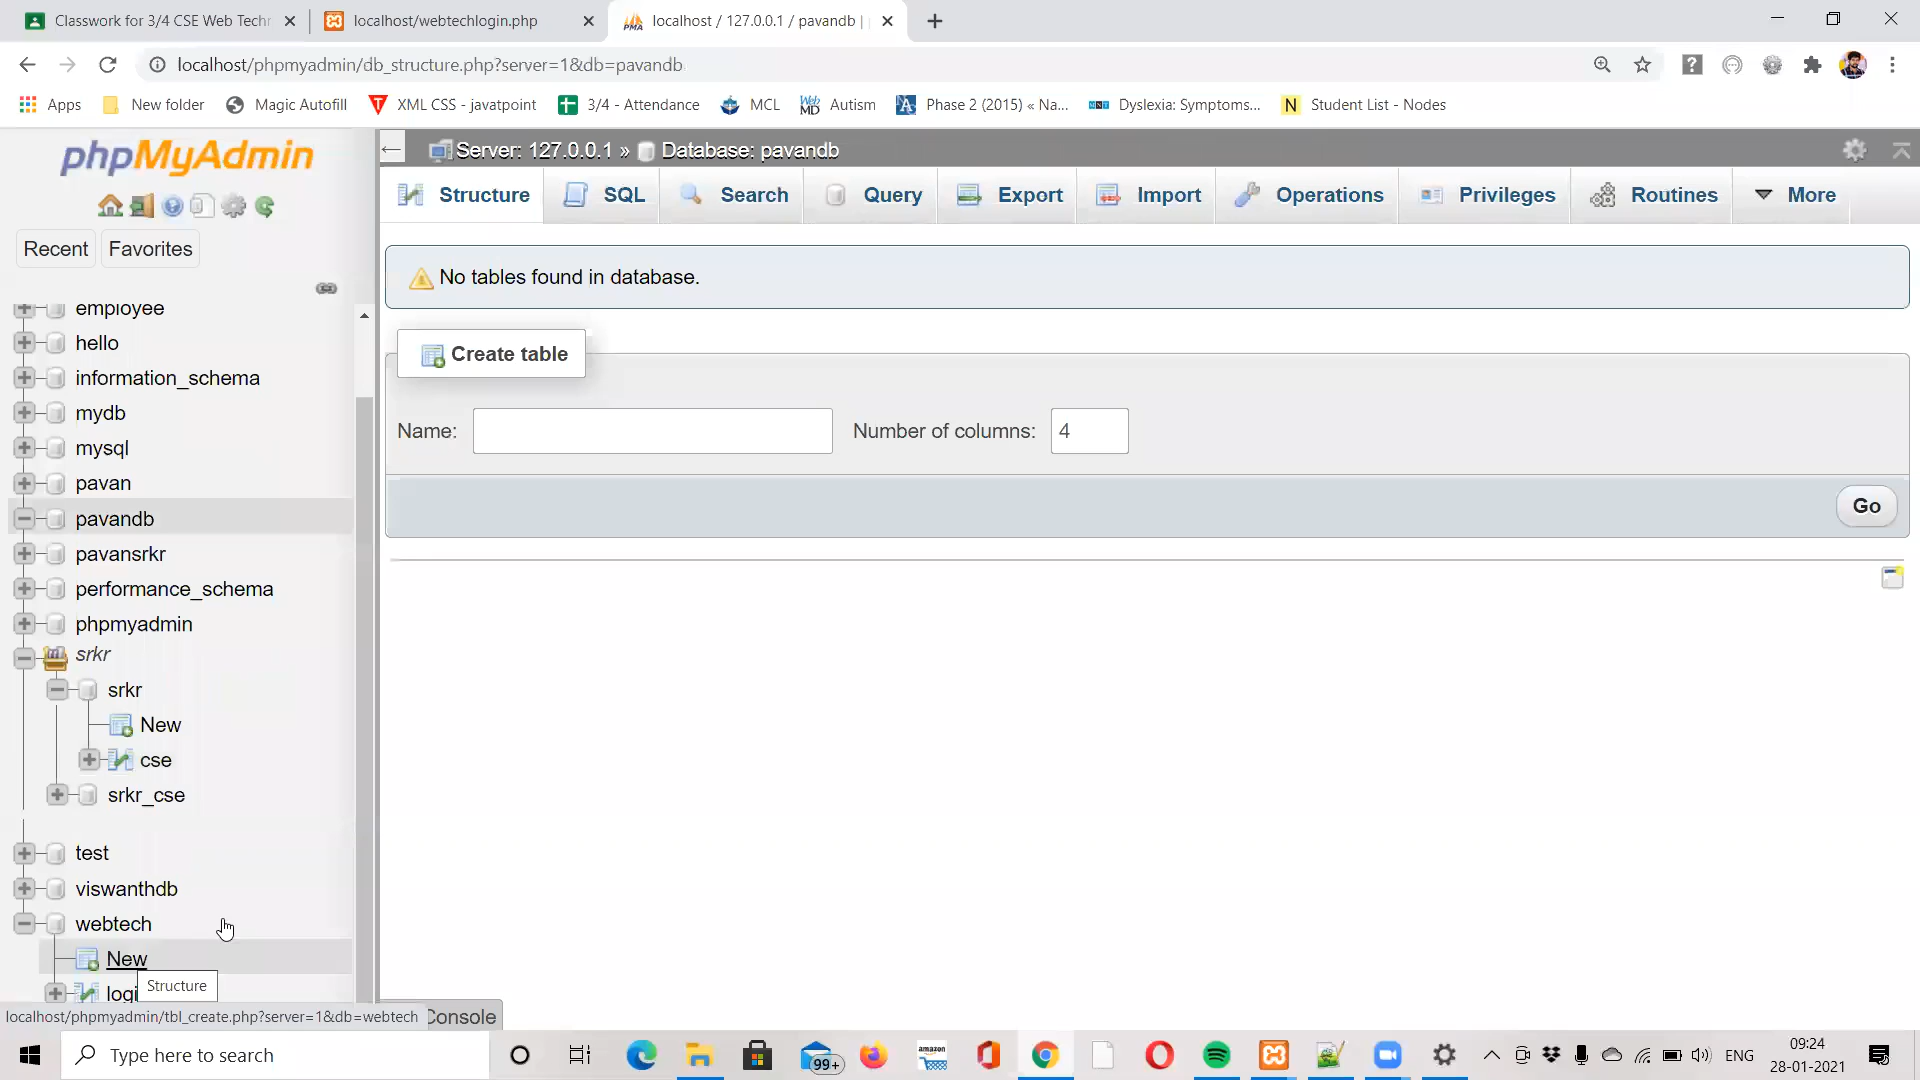 Classwork for 3/4 CSE Web Techr
localhost/webtechlogin.php
localhost / 127.0.0.1 / pavandb |
localhost/phpmyadmin/db_structure.php?server=1&db=pavandb
Apps
New folder
Magic Autofill
XML CSS - javatpoint
3/4 - Attendance
MCL
Autism
Phase 2 (2015) « Na...
Dyslexia: Symptoms...
Student List - Nodes
phpMyAdmin
Recent
Favorites
employee
hello
information_schema
mydb
mysql
pavan
pavandb
pavansrkr
performance_schema
phpmyadmin
srkr
srkr
New
cse
srkr_cse
test
viswanthdb
webtech
New
Structure
logi
localhost/phpmyadmin/tbl_create.php?server=1&db=webtech
Server: 127.0.0.1 » Database: pavandb
Structure
SQL
Search
Query
Export
Import
Operations
Privileges
Routines
More
No tables found in database.
Create table
Name:
Number of columns: 4
Go
Console
Type here to search
99+
amazon
ENG
09:24
28-01-2021